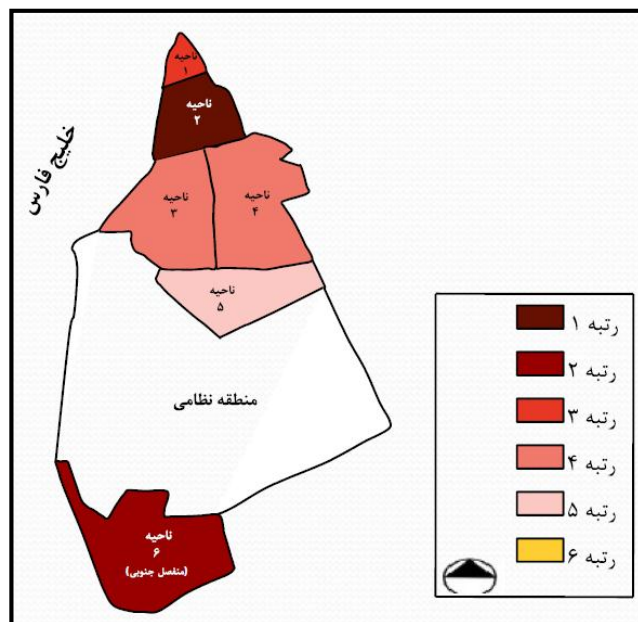 ناحیه
۱
ناحیه
۲
خلیج فارس
ناحیه
۳
ناحیه
۴
ناحیه
۵
منطقه نظامی
ناحیه
۶
(منفصل جنوبی)
رتبه ۱
رتبه ۲
رتبه ۳
رتبه ۴
رتبه ۵
رتبه ۶